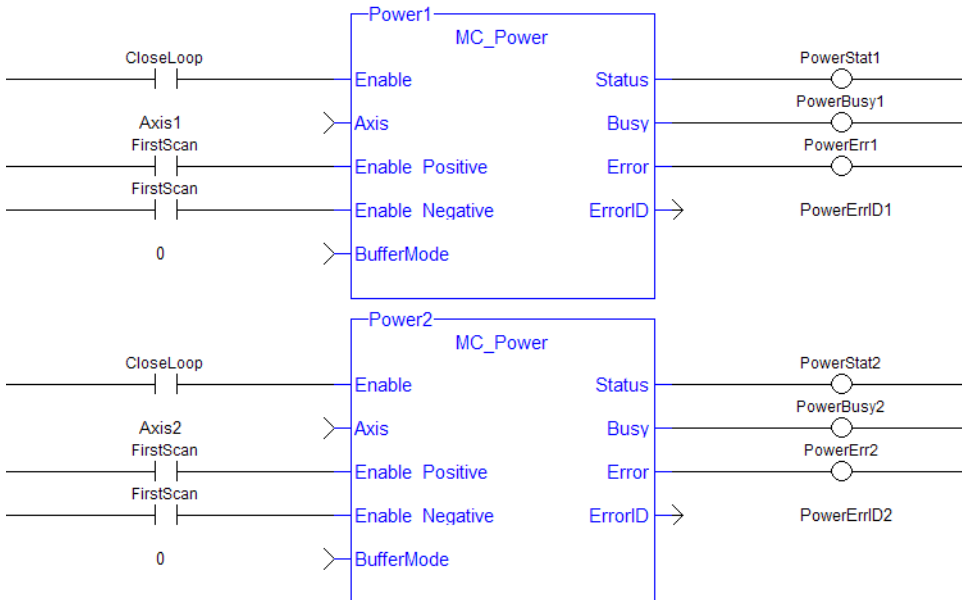 Power1
MC_Power
CloseLoop
PowerStat1
Enable
Status
PowerBusy1
Axis1
Axis
Busy
FirstScan
PowerErr1
Enable Positive
Error
FirstScan
Enable Negative
ErrorID
PowerErrID1
0
BufferMode
Power2
MC_Power
CloseLoop
PowerStat2
Enable
Status
PowerBusy2
Axis2
Axis
Busy
FirstScan
PowerErr2
Enable Positive
Error
FirstScan
Enable Negative
ErrorID
PowerErrID2
0
BufferMode